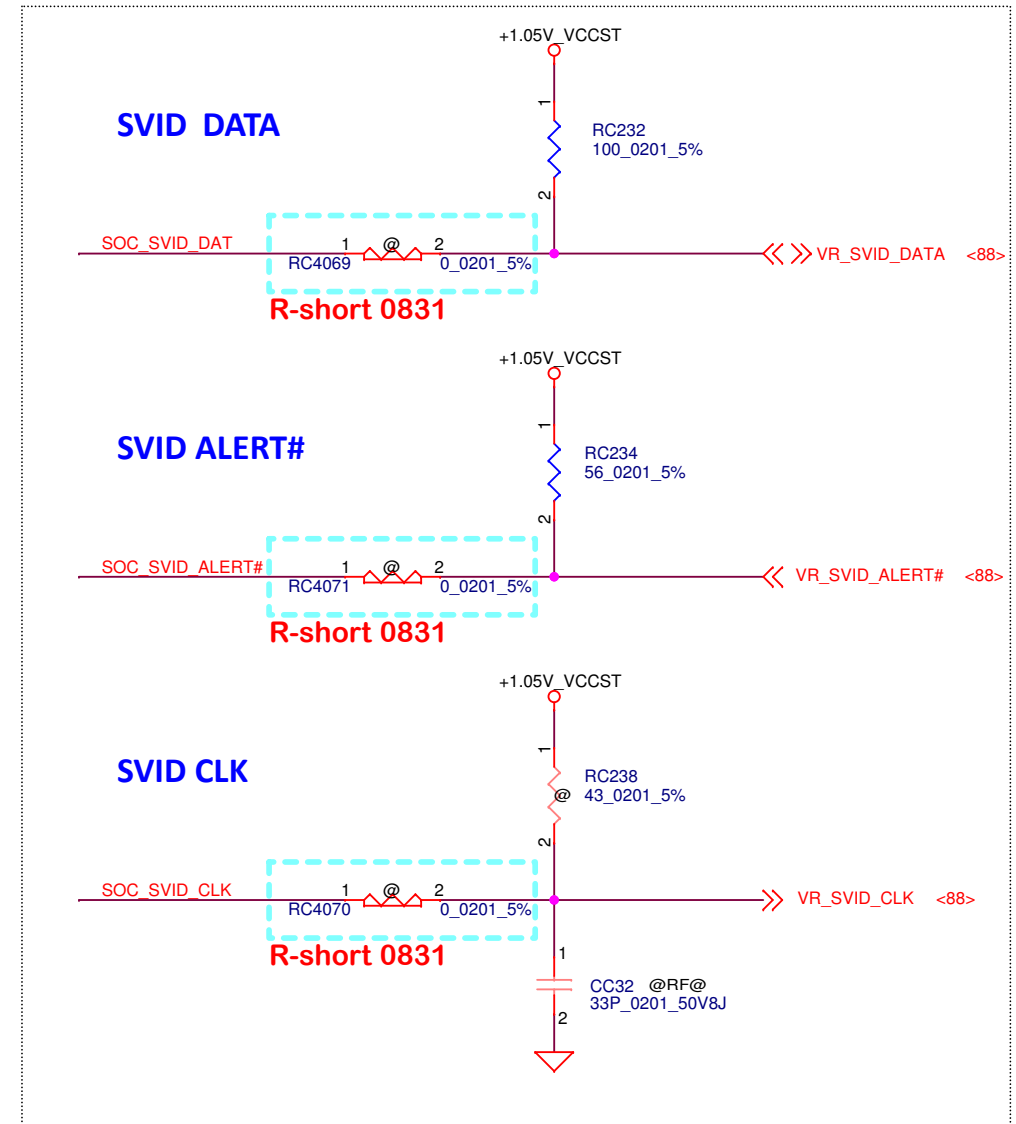 +1.05V_VCCST
1
SVID DATA
RC232
100_0201_5%
2
SOC_SVID_DAT
1 @ 2
RC4069
0_0201_5%
VR_SVID_DATA <88>
R-short 0831
+1.05V_VCCST
1
SVID ALERT#
RC234
56_0201_5%
2
SOC_SVID_ALERT#
1 @ 2
RC4071
0_0201_5%
VR_SVID_ALERT# <88>
R-short 0831
+1.05V_VCCST
1
SVID CLK
RC238
@ 43_0201_5%
2
SOC_SVID_CLK
1 @ 2
RC4070
0_0201_5%
VR_SVID_CLK <88>
R-short 0831
1
CC32 @RF@
33P_0201_50V8J
2